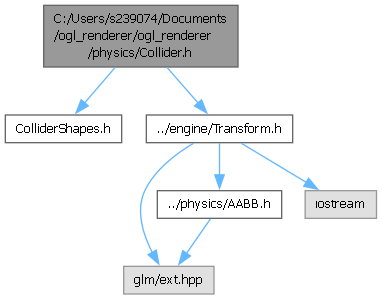 C:/Users/s239074/Documents
/ogl_renderer/ogl_renderer
/physics/Collider.h
ColliderShapes.h
../engine/Transform.h
../physics/AABB.h
iostream
glm/ext.hpp